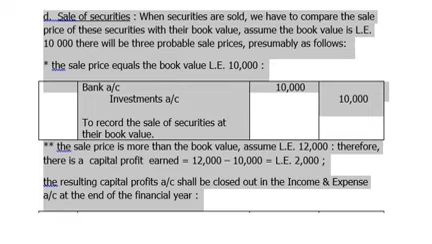 d. Sale of securities : When securities are sold, we have to compare the sale
price of these securities with their book value, assume the book value is L.E.
10 000 there will be three probable sale prices, presumably as follows:
* the sale price equals the book value L.E. 10,000 :
Bank a/c 10,000
Investments a/c 10,000
To record the sale of securities at
their book value.
** the sale price is more than the book value, assume L.E. 12,000 : therefore,
there is a capital profit earned = 12,000 – 10,000 = L.E. 2,000 ;
the resulting capital profits a/c shall be closed out in the Income & Expense
a/c at the end of the financial year :